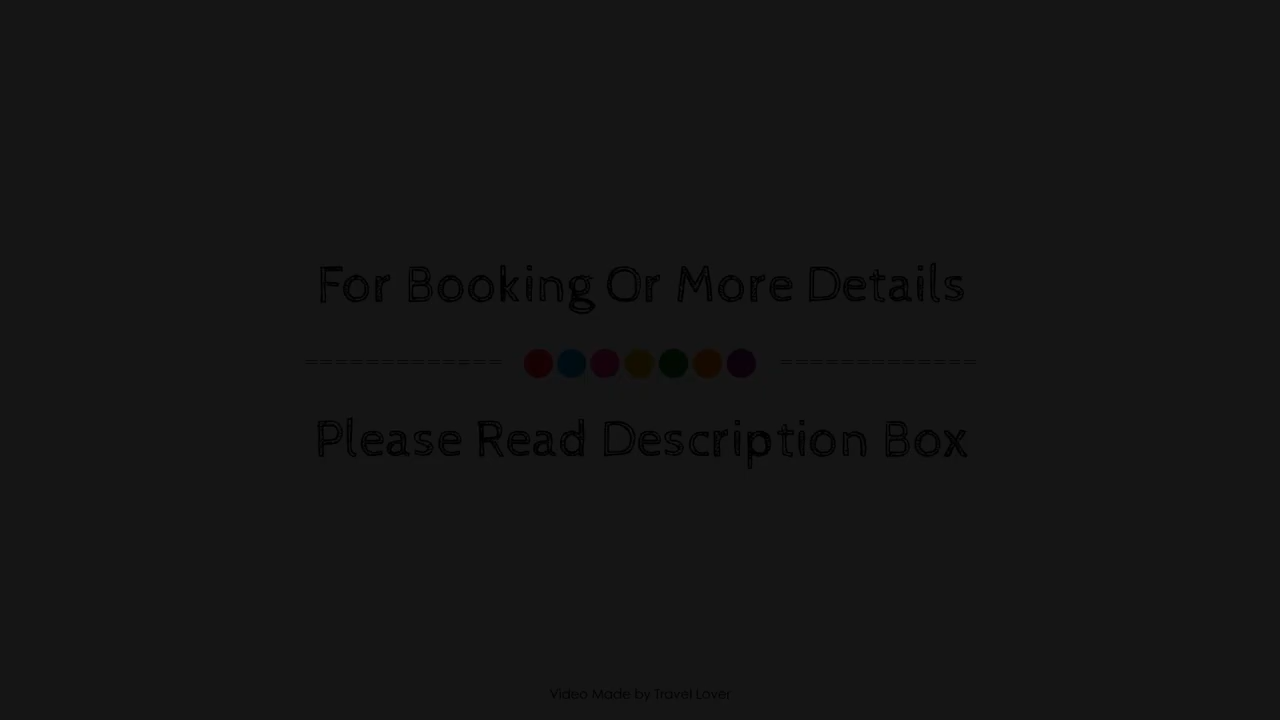 For Booking Or More Details
============= =============
Please Read Description Box
Video Made by Travel Lover